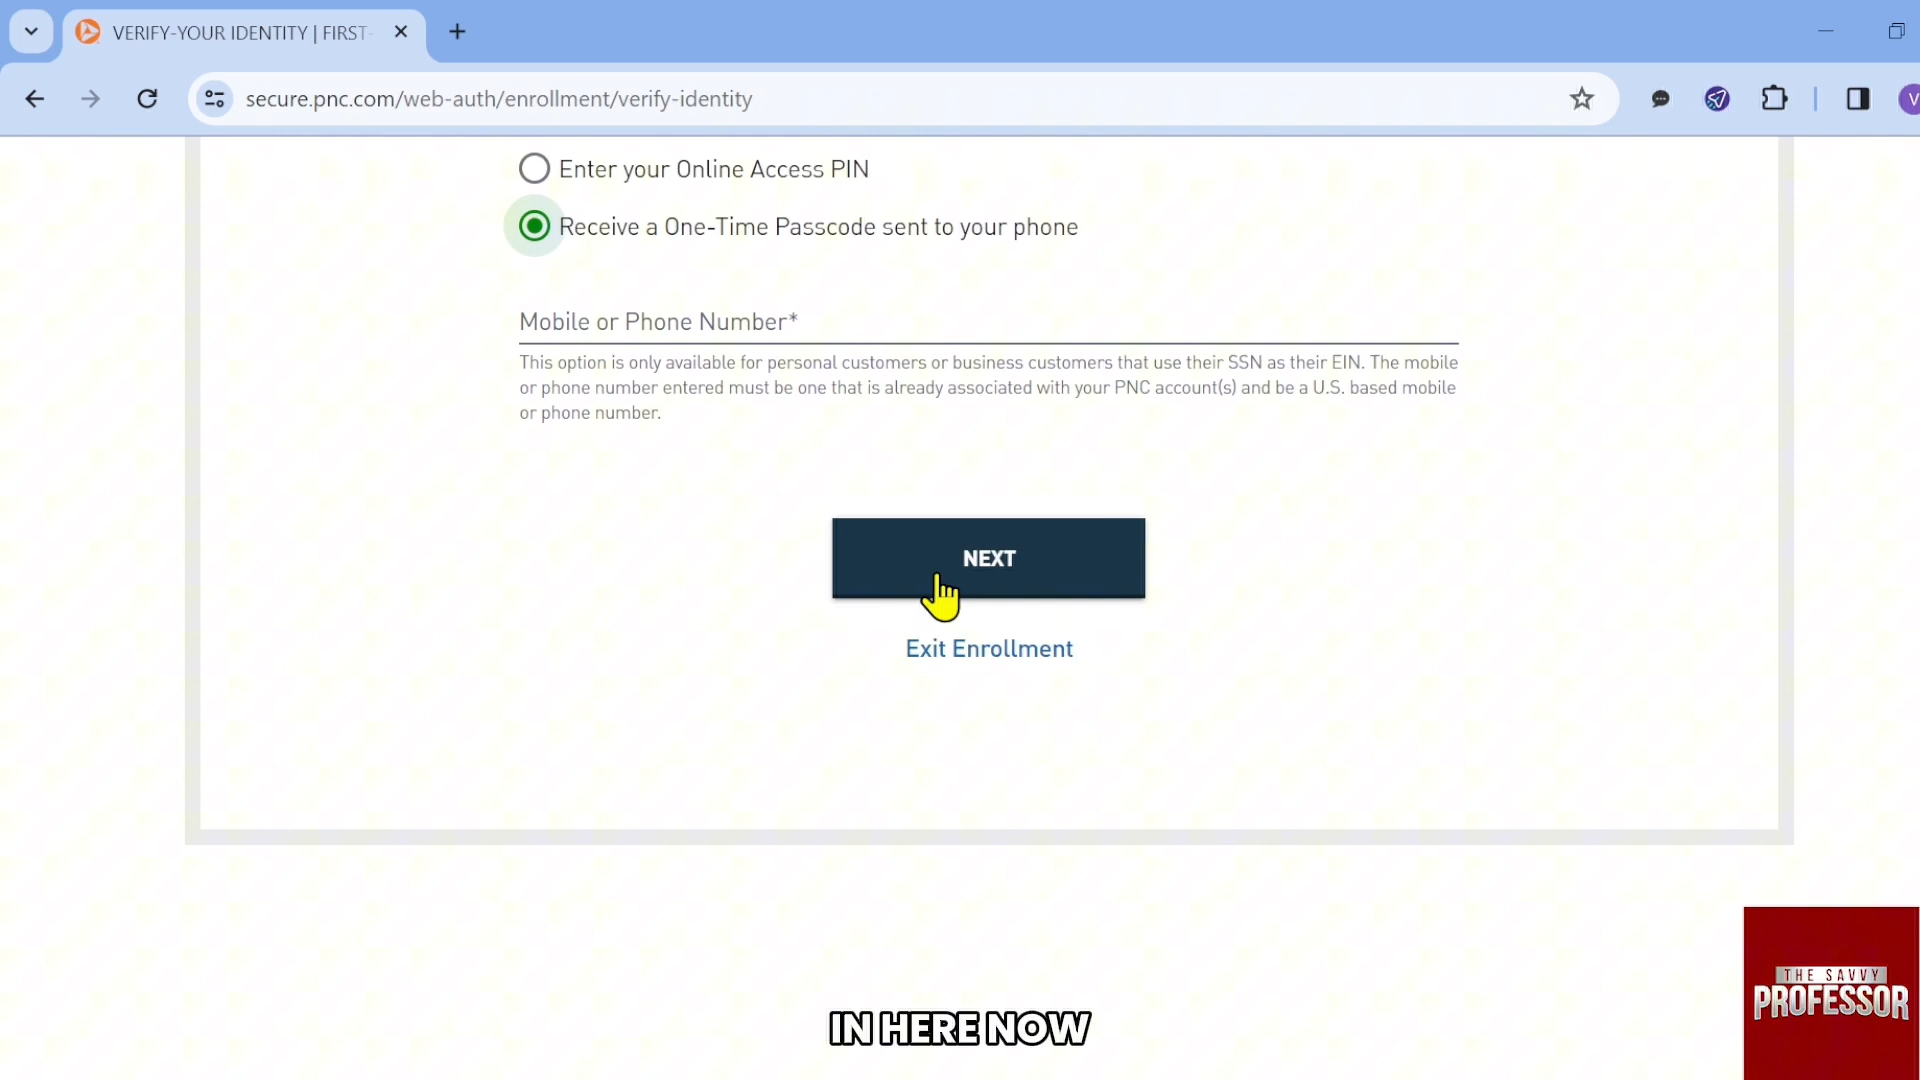 VERIFY-YOUR IDENTITY | FIRST-
secure.pnc.com/web-auth/enrollment/verify-identity
V
Enter your Online Access PIN
Receive a One-Time Passcode sent to your phone
Mobile or Phone Number*
This option is only available for personal customers or business customers that use their SSN as their EIN. The mobile
or phone number entered must be one that is already associated with your PNC account(s) and be a U.S. based mobile
or phone number.
NEXT
Exit Enrollment
THE SAVVY
PROFESSOR
IN HERE NOW